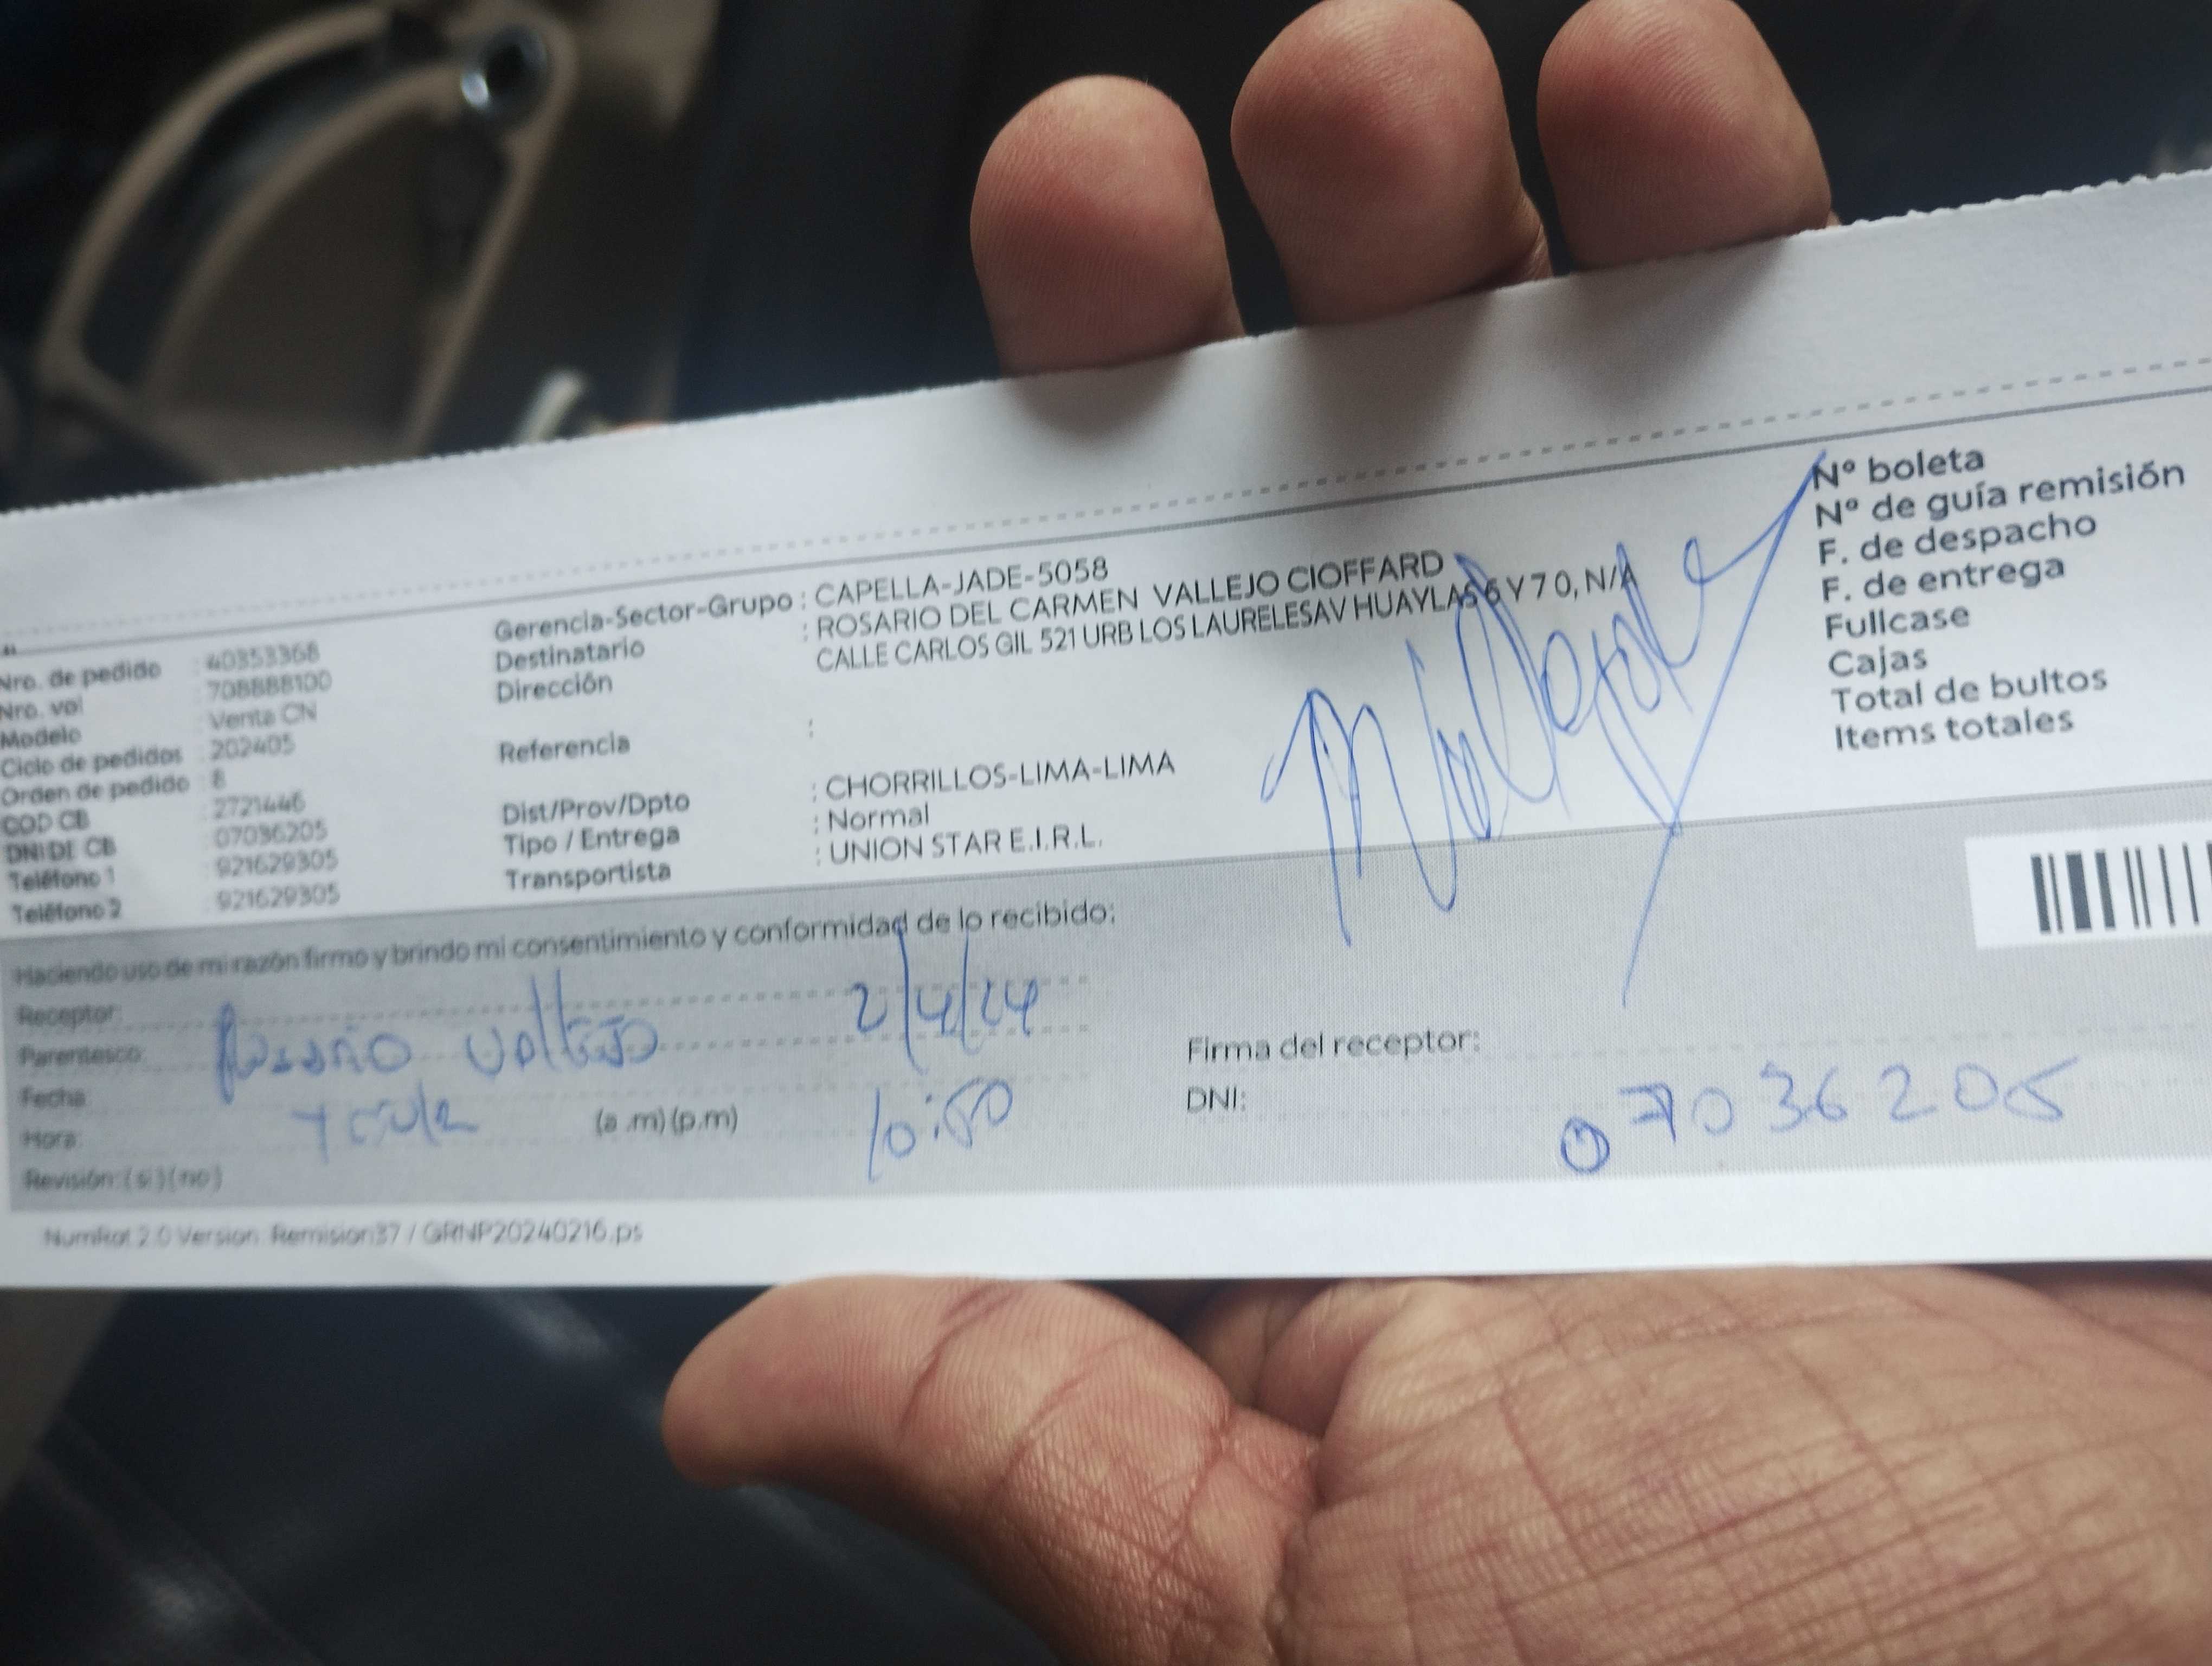 Nro. de pedido : 40353368
Nro. vol : 708888100
Modelo : Venta CN
Ciclo de pedidos : 202405
Orden de pedido : 8
COD CB : 2721446
DNI DE CB : 07036205
Teléfono 1 : 921629305
Teléfono 2 : 921629305
Gerencia-Sector-Grupo : CAPELLA-JADE-5058
Destinatario : ROSARIO DEL CARMEN VALLEJO CIOFFARD
Dirección CALLE CARLOS GIL 521 URB LOS LAURELESAV HUAYLAS 6 Y 7 0, N/A
Referencia :
Dist/Prov/Dpto : CHORRILLOS-LIMA-LIMA
Tipo / Entrega : Normal
Transportista : UNION STAR E.I.R.L.
Nº boleta
Nº de guía remisión
F. de despacho
F. de entrega
Fullcase
Cajas
Total de bultos
Items totales
Haciendo uso de mi razón firmo y brindo mi consentimiento y conformidad de lo recibido:
Receptor:
Parentesco:
Rosario Vallejo 2/4/24
Fecha:
Hora: (a .m) (p.m) 10:50
Revisión: (si) (no)
Firma del receptor:
DNI: 07036205
NumRot 2.0 Version: Remision37 / GRNP20240216.ps